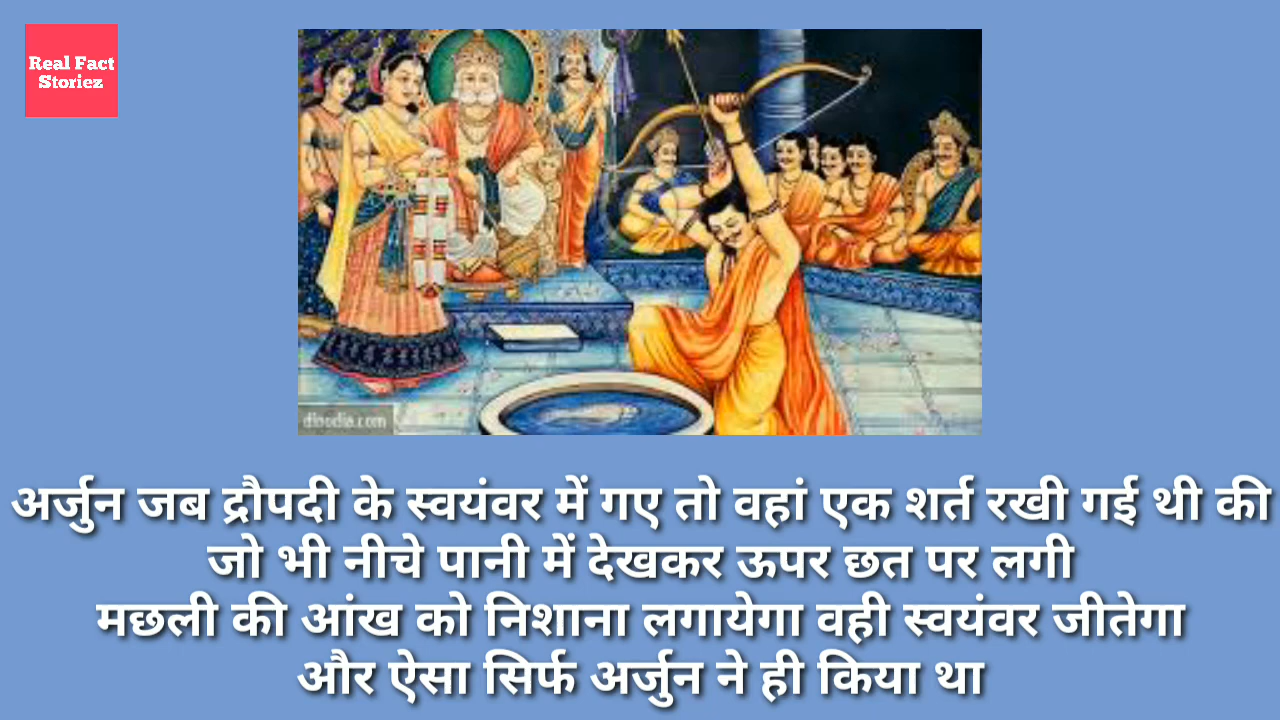 Real Fact
Storiez
dinodia.com
अर्जुन जब द्रौपदी के स्वयंवर में गए तो वहां एक शर्त रखी गई थी की
जो भी नीचे पानी में देखकर ऊपर छत पर लगी
मछली की आंख को निशाना लगायेगा वही स्वयंवर जीतेगा
और ऐसा सिर्फ अर्जुन ने ही किया था